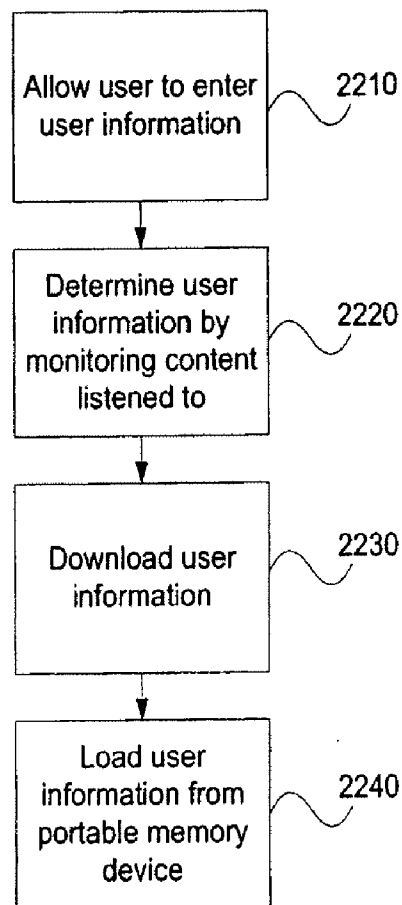 Allow user to enter
user information
2210
Determine user
information by
monitoring content
listened to
2220
Download user
information
2230
Load user
information from
portable memory
device
2240